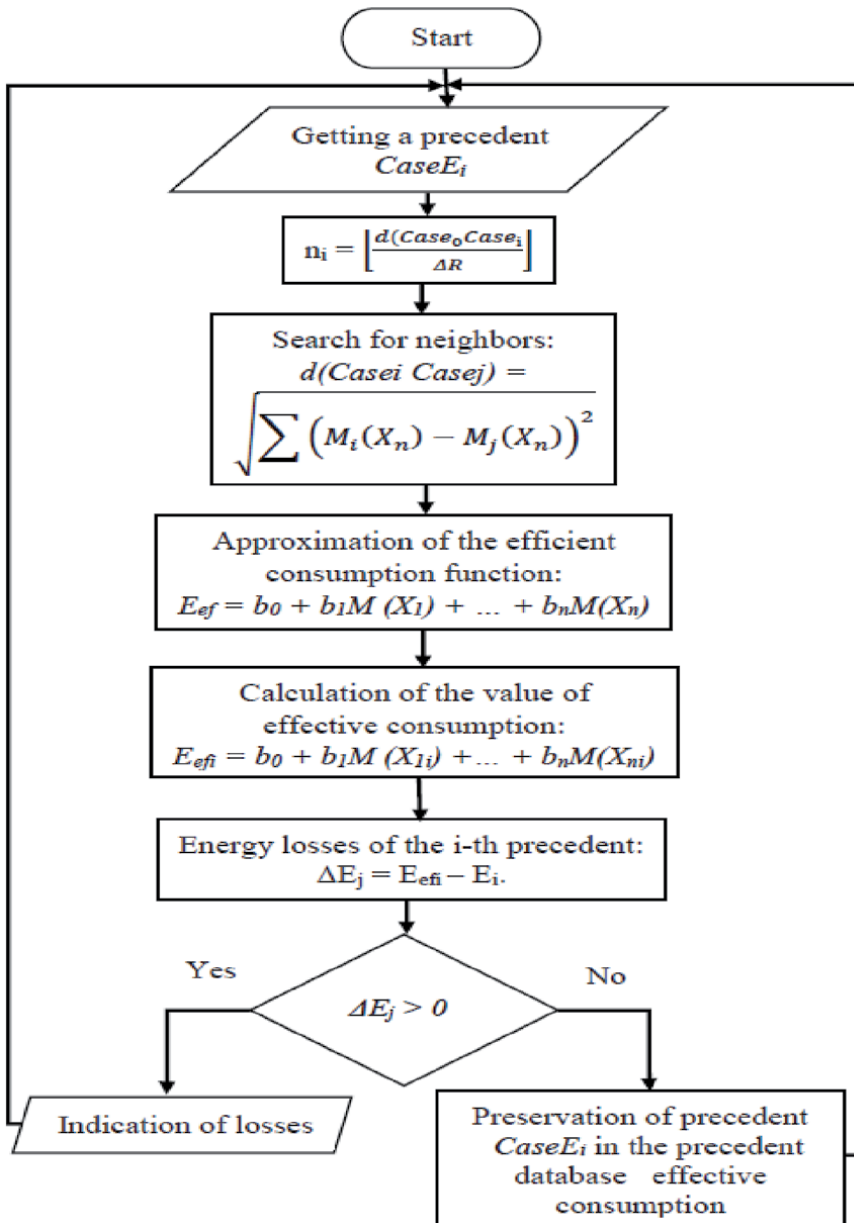 Start
Getting a precedent
CaseEᵢ
nᵢ = ⌊d(Case₀Caseᵢ / ΔR⌋
Search for neighbors:
d(Casei Casej) =
√∑ (Mᵢ(Xₙ) − Mⱼ(Xₙ))²
Approximation of the efficient
consumption function:
E_ef = b₀ + b₁M (X₁) + ... + bₙM(Xₙ)
Calculation of the value of
effective consumption:
E_efi = b₀ + b₁M (X₁ᵢ) +... + bₙM(Xₙᵢ)
Energy losses of the i-th precedent:
ΔEⱼ = E_efi – Eᵢ.
Yes
No
ΔEⱼ > 0
Indication of losses
Preservation of precedent
CaseEᵢ in the precedent
database effective
consumption